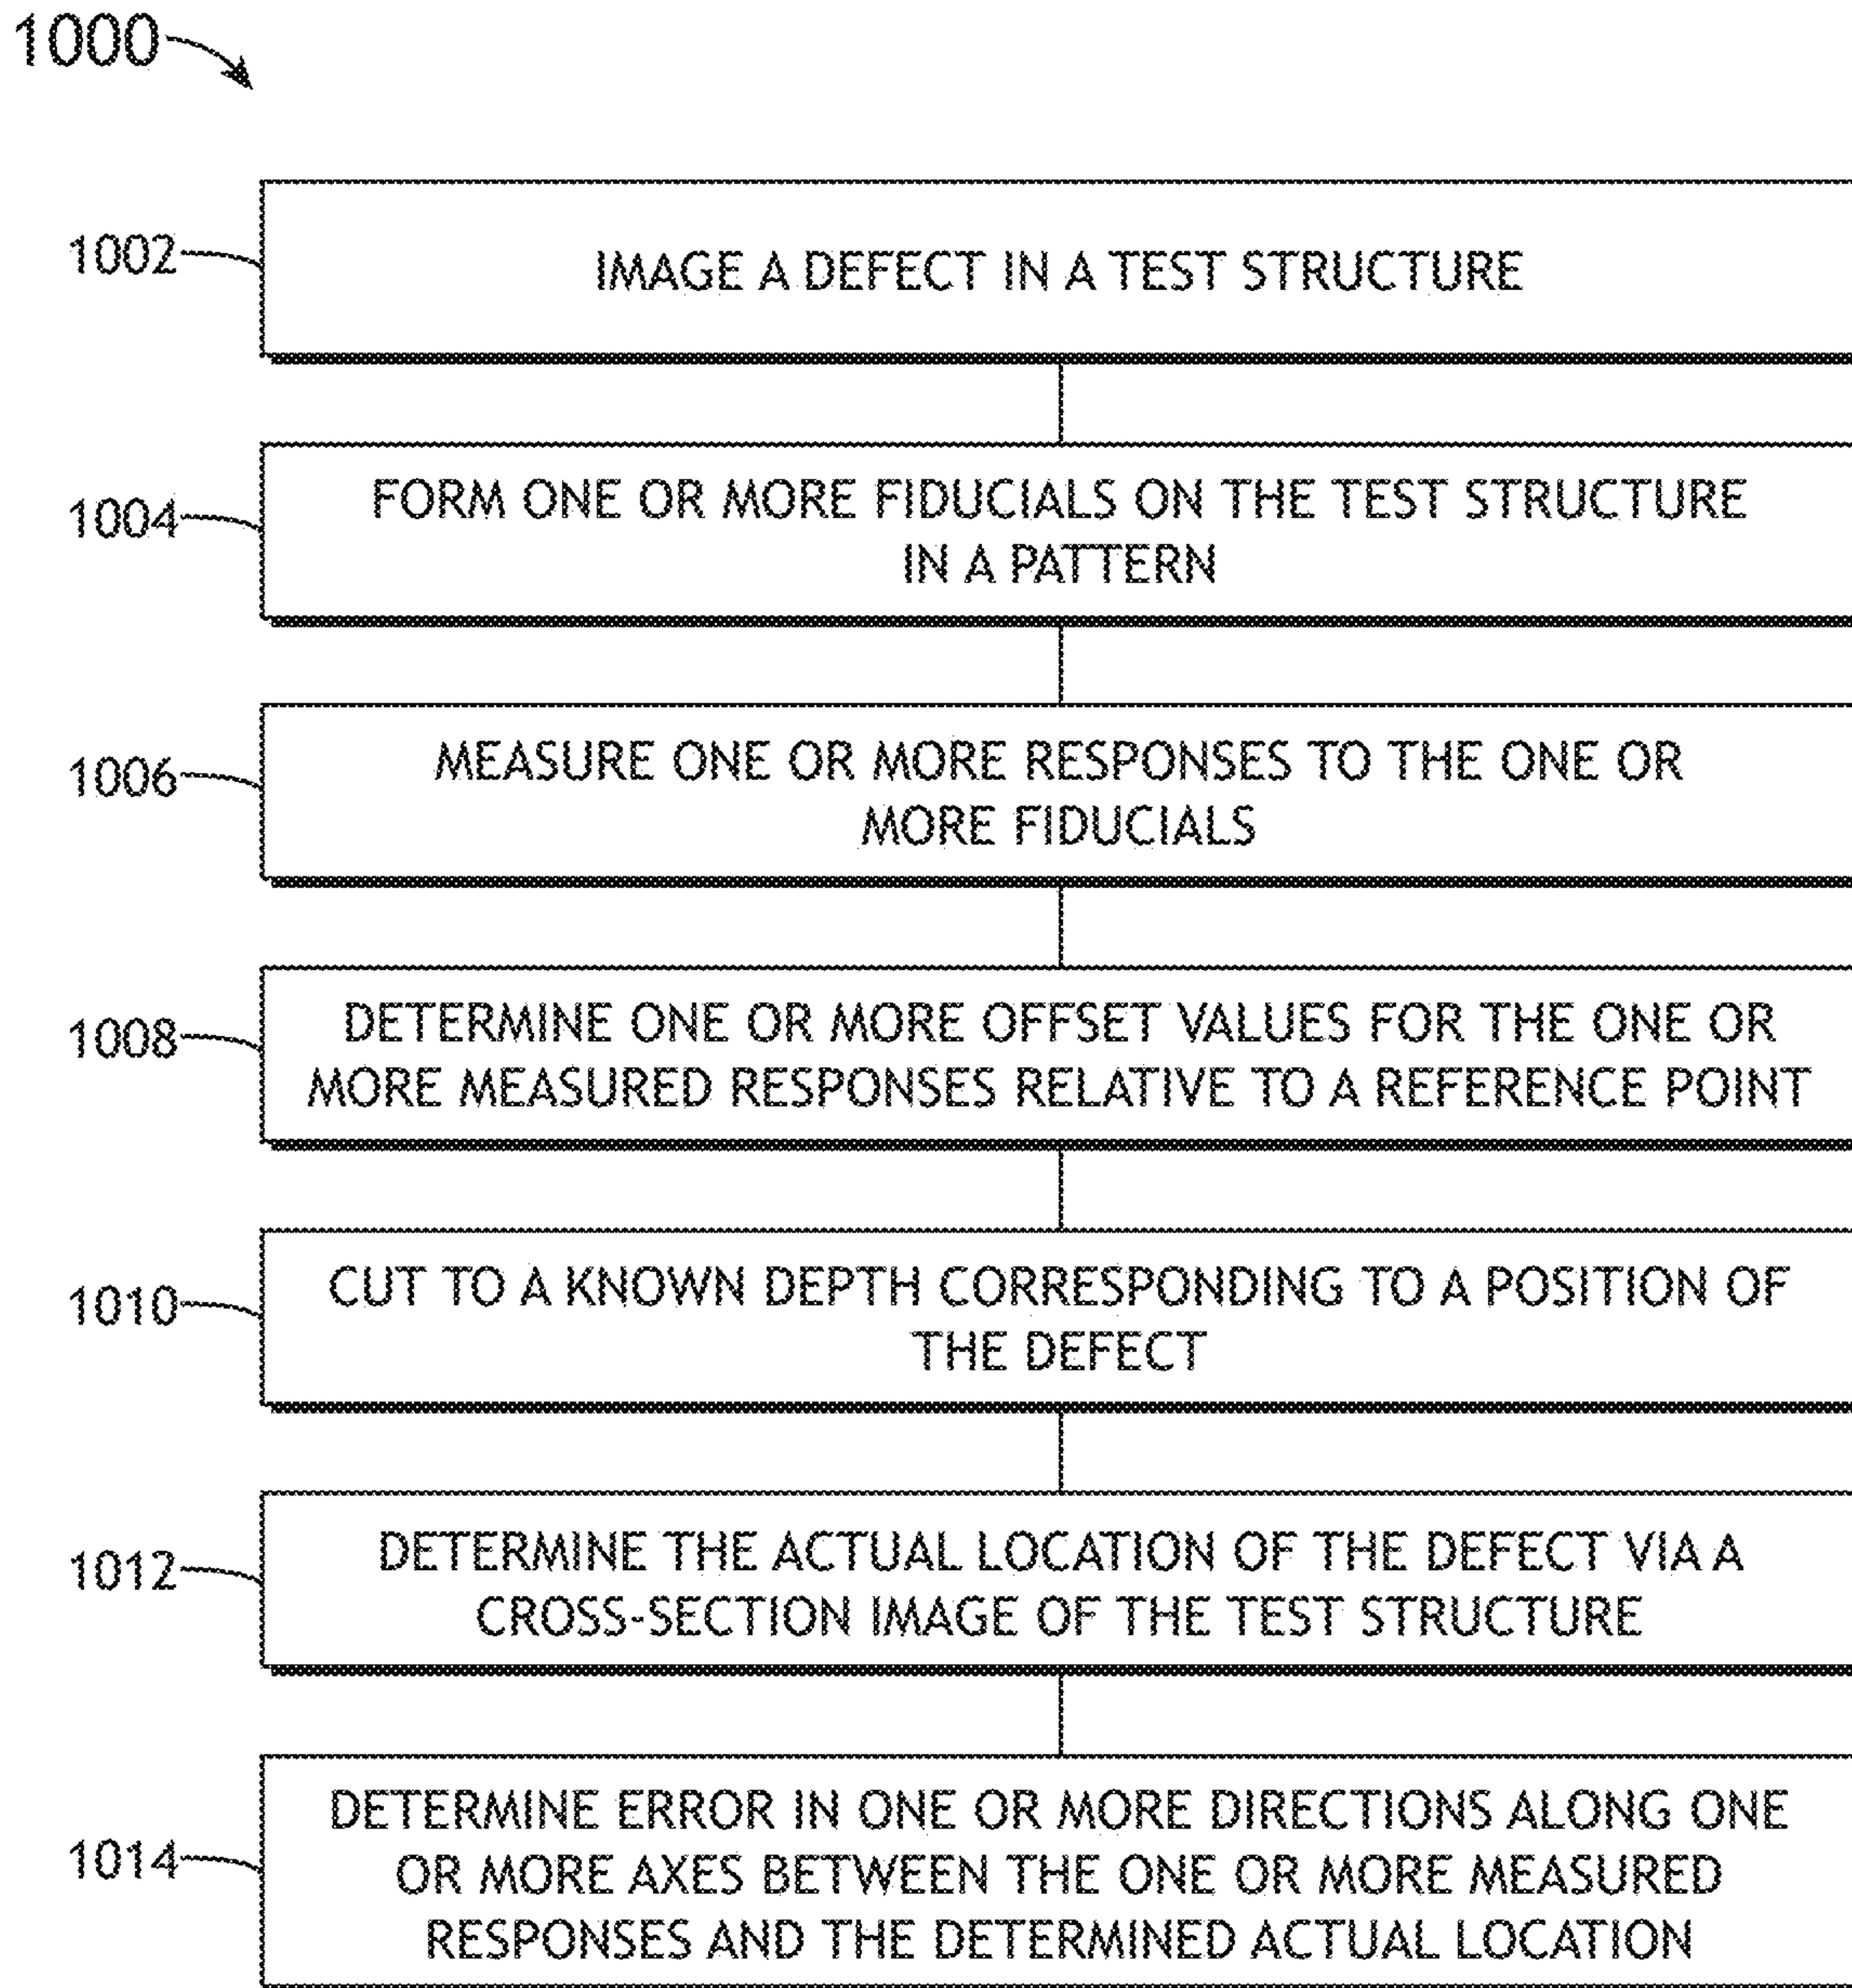 1000
1002
IMAGE A DEFECT IN A TEST STRUCTURE
1004
FORM ONE OR MORE FIDUCIALS ON THE TEST STRUCTURE
IN A PATTERN
1006
MEASURE ONE OR MORE RESPONSES TO THE ONE OR
MORE FIDUCIALS
1008
DETERMINE ONE OR MORE OFFSET VALUES FOR THE ONE OR
MORE MEASURED RESPONSES RELATIVE TO A REFERENCE POINT
1010
CUT TO A KNOWN DEPTH CORRESPONDING TO A POSITION OF
THE DEFECT
1012
DETERMINE THE ACTUAL LOCATION OF THE DEFECT VIA A
CROSS-SECTION IMAGE OF THE TEST STRUCTURE
1014
DETERMINE ERROR IN ONE OR MORE DIRECTIONS ALONG ONE
OR MORE AXES BETWEEN THE ONE OR MORE MEASURED
RESPONSES AND THE DETERMINED ACTUAL LOCATION